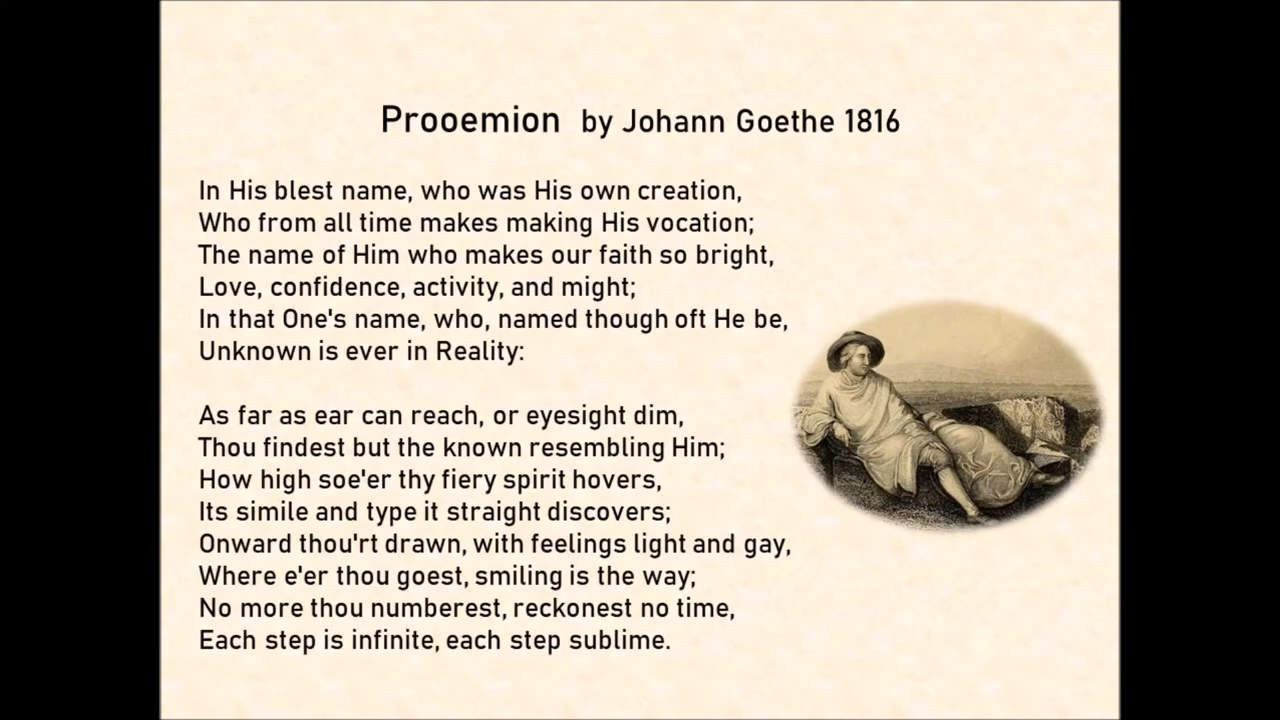 Prooemion by Johann Goethe 1816
In His blest name, who was His own creation,
Who from all time makes making His vocation;
The name of Him who makes our faith so bright,
Love, confidence, activity, and might;
In that One's name, who, named though oft He be,
Unknown is ever in Reality:
As far as ear can reach, or eyesight dim,
Thou findest but the known resembling Him;
How high soe'er thy fiery spirit hovers,
Its simile and type it straight discovers;
Onward thou'rt drawn, with feelings light and gay,
Where e'er thou goest, smiling is the way;
No more thou numberest, reckonest no time,
Each step is infinite, each step sublime.